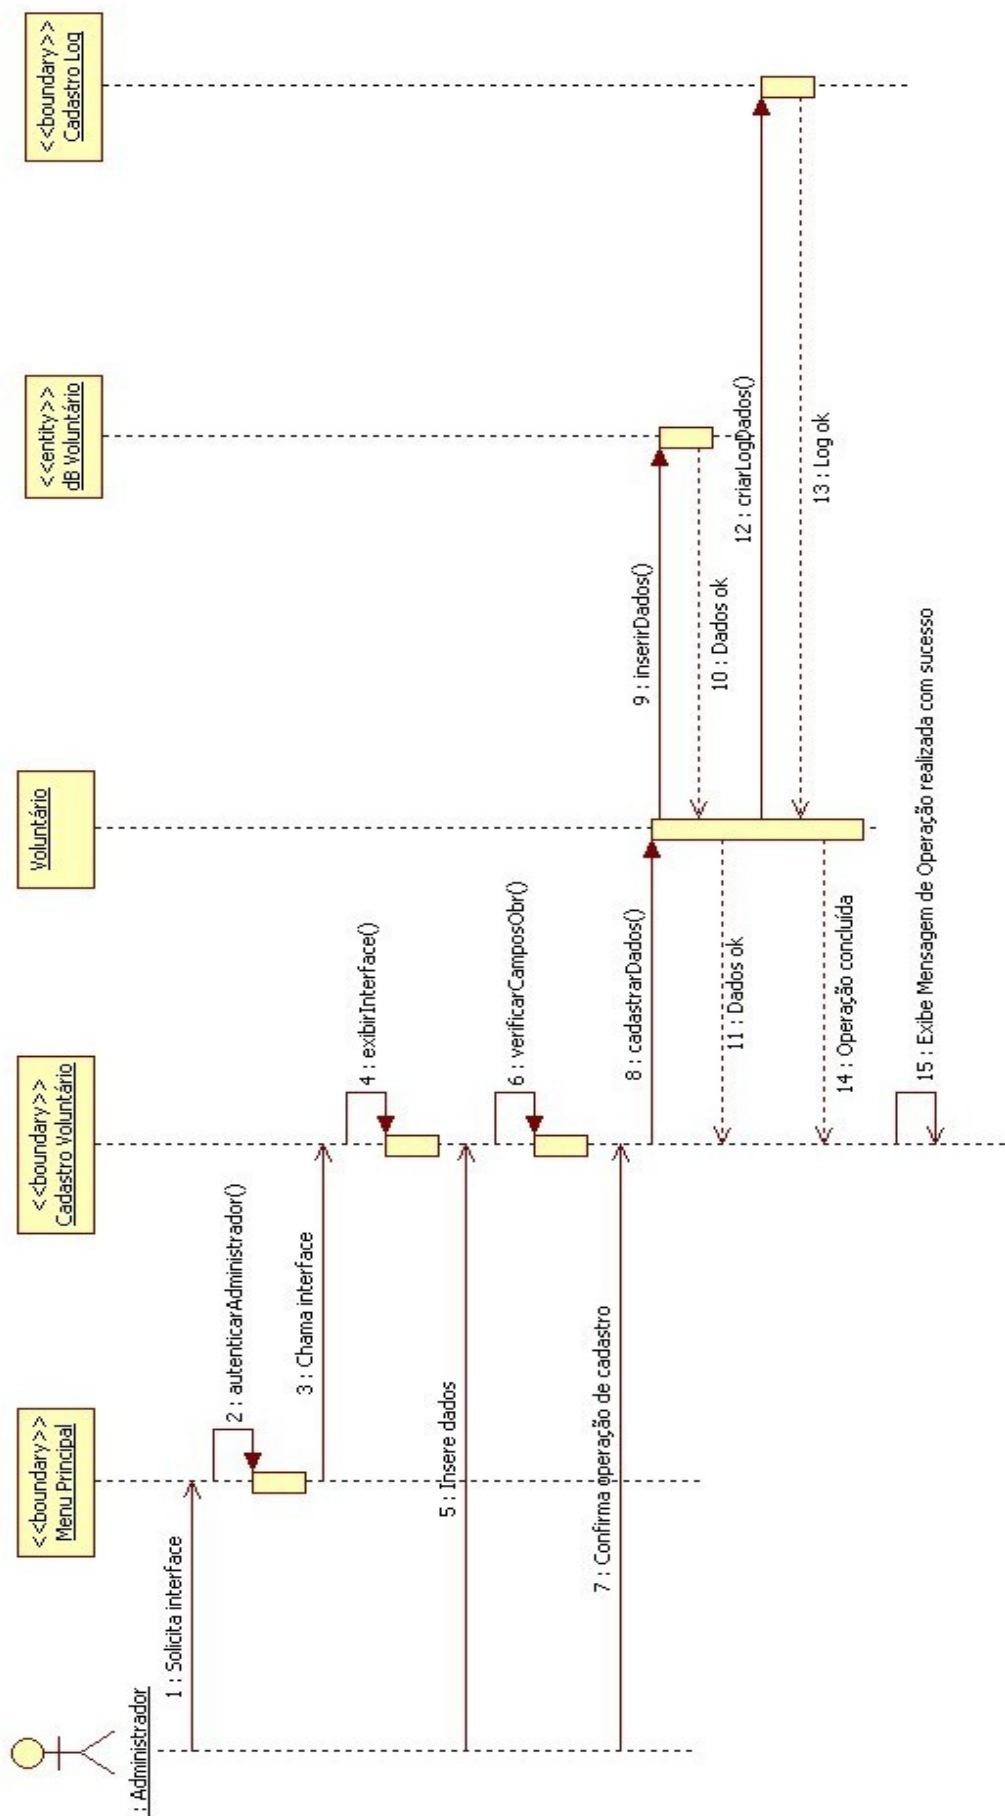 : Administrador
<<boundary>>
Menu Principal
<<boundary>>
Cadastro Voluntário
Voluntário
<<entity>>
dB Voluntário
<<boundary>>
Cadastro Log
1 : Solicita interface
2 : autenticarAdministrador()
3 : Chama interface
4 : exibirInterface()
5 : Insere dados
6 : verificarCamposObr()
7 : Confirma operação de cadastro
8 : cadastrarDados()
9 : inserirDados()
10 : Dados ok
11 : Dados ok
12 : criarLogDados()
13 : Log ok
14 : Operação concluída
15 : Exibe Mensagem de Operação realizada com sucesso